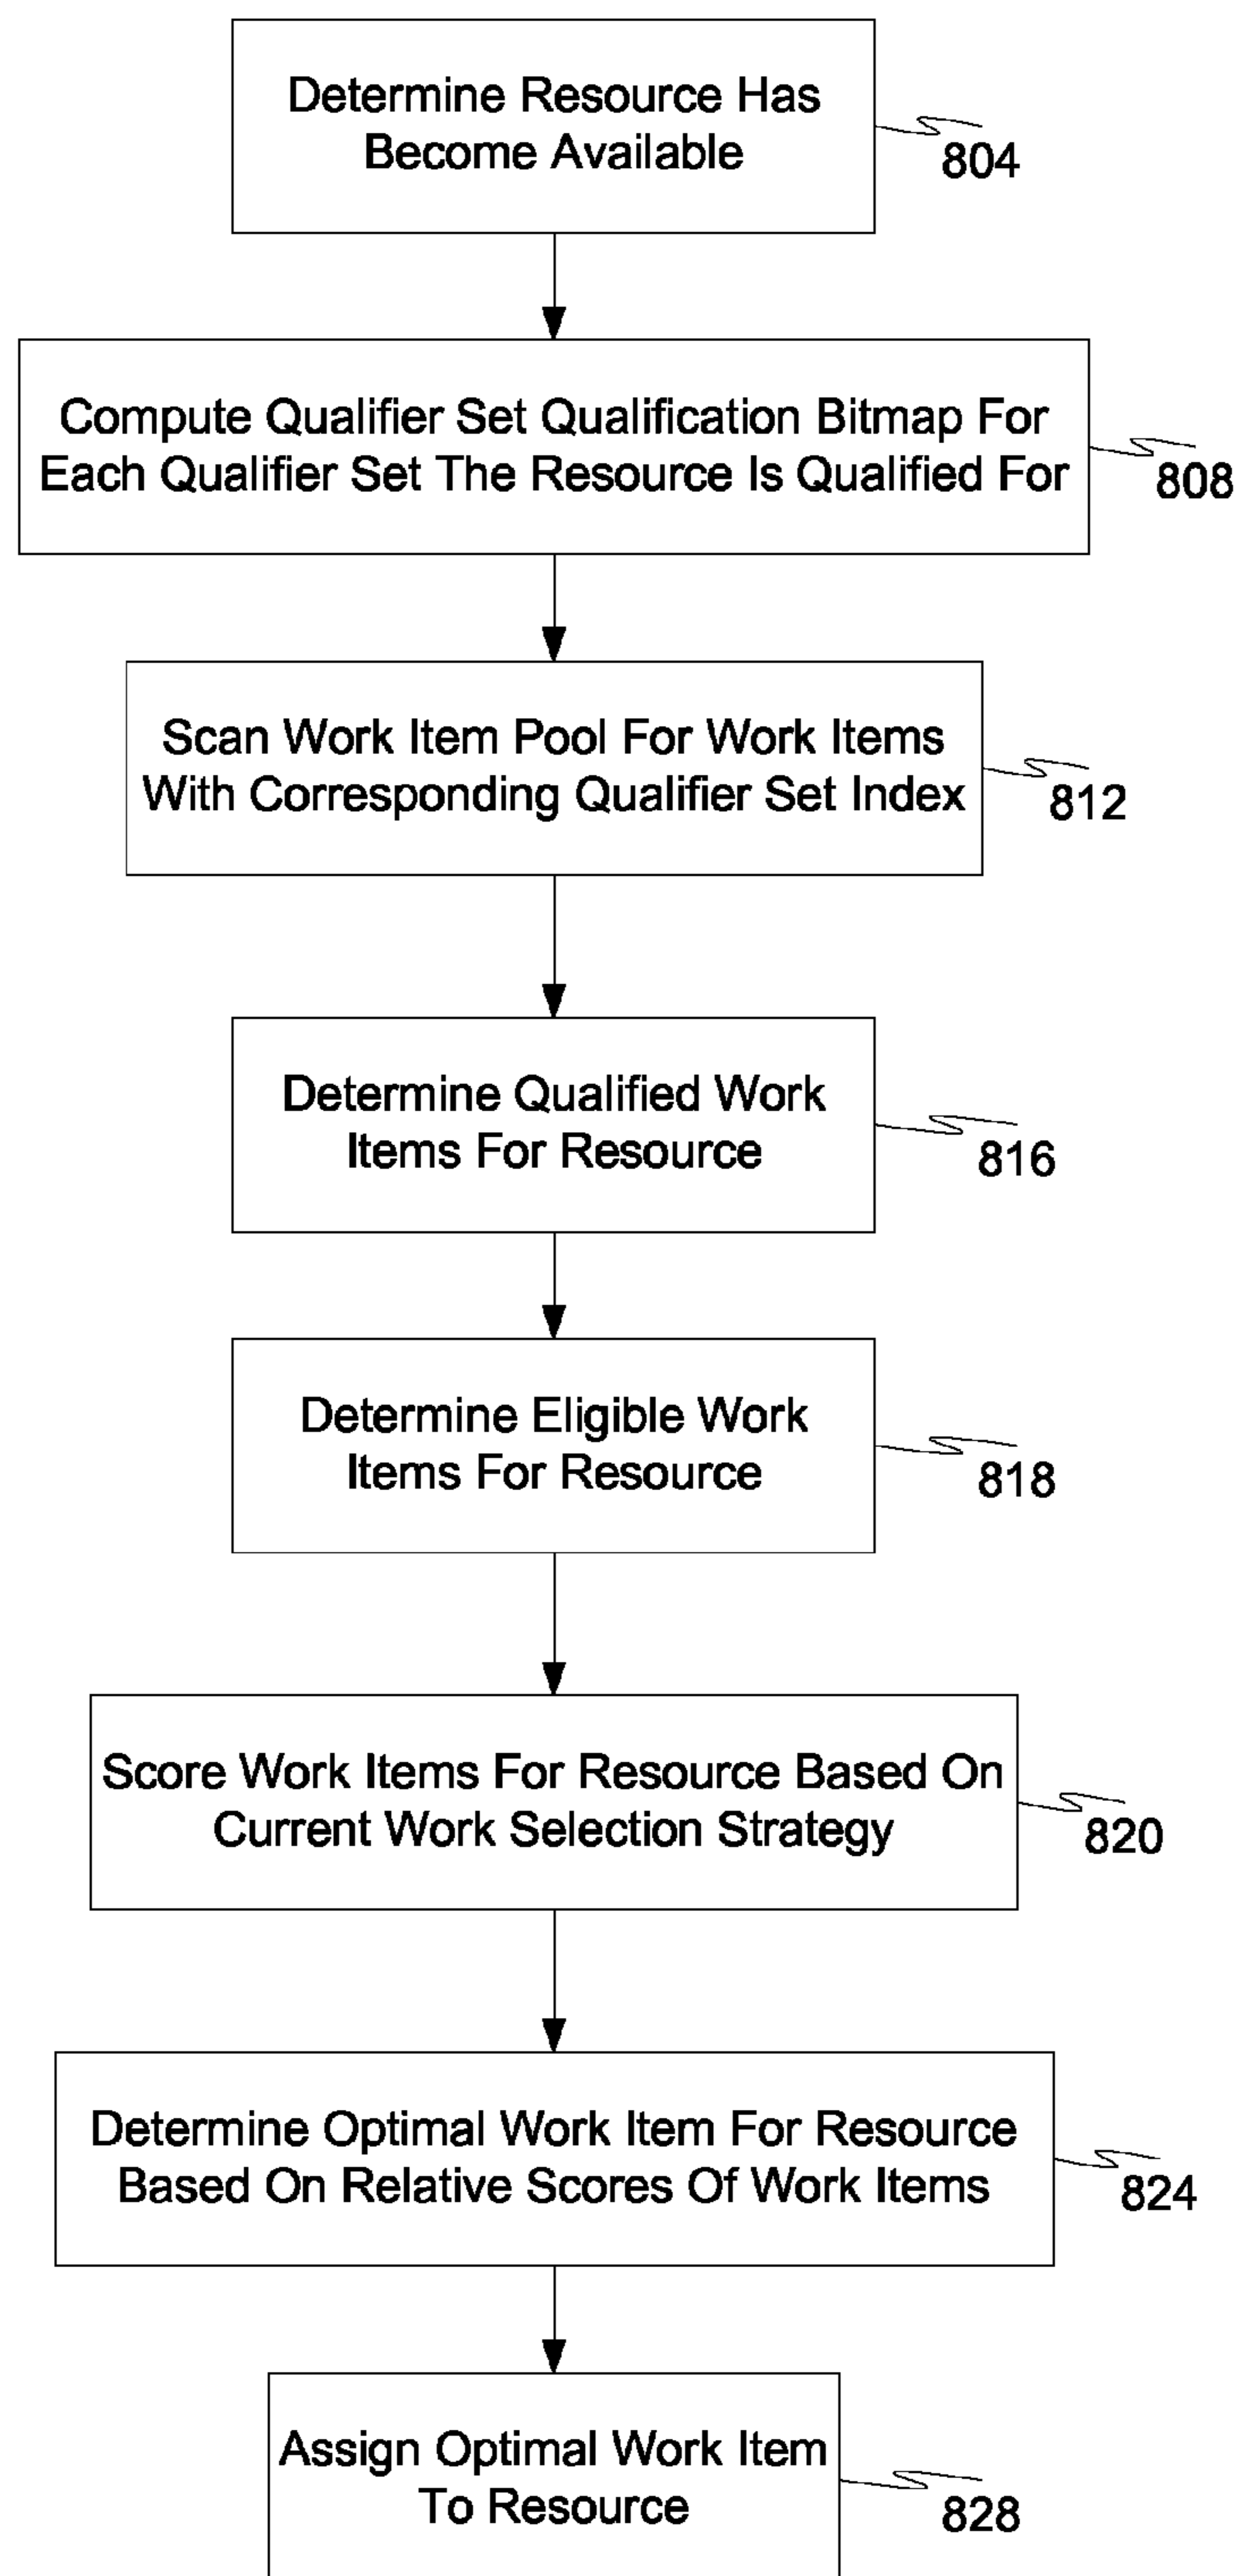 Determine Resource Has
Become Available
804
Compute Qualifier Set Qualification Bitmap For
Each Qualifier Set The Resource Is Qualified For
808
Scan Work Item Pool For Work Items
With Corresponding Qualifier Set Index
812
Determine Qualified Work
Items For Resource
816
Determine Eligible Work
Items For Resource
818
Score Work Items For Resource Based On
Current Work Selection Strategy
820
Determine Optimal Work Item For Resource
Based On Relative Scores Of Work Items
824
Assign Optimal Work Item
To Resource
828